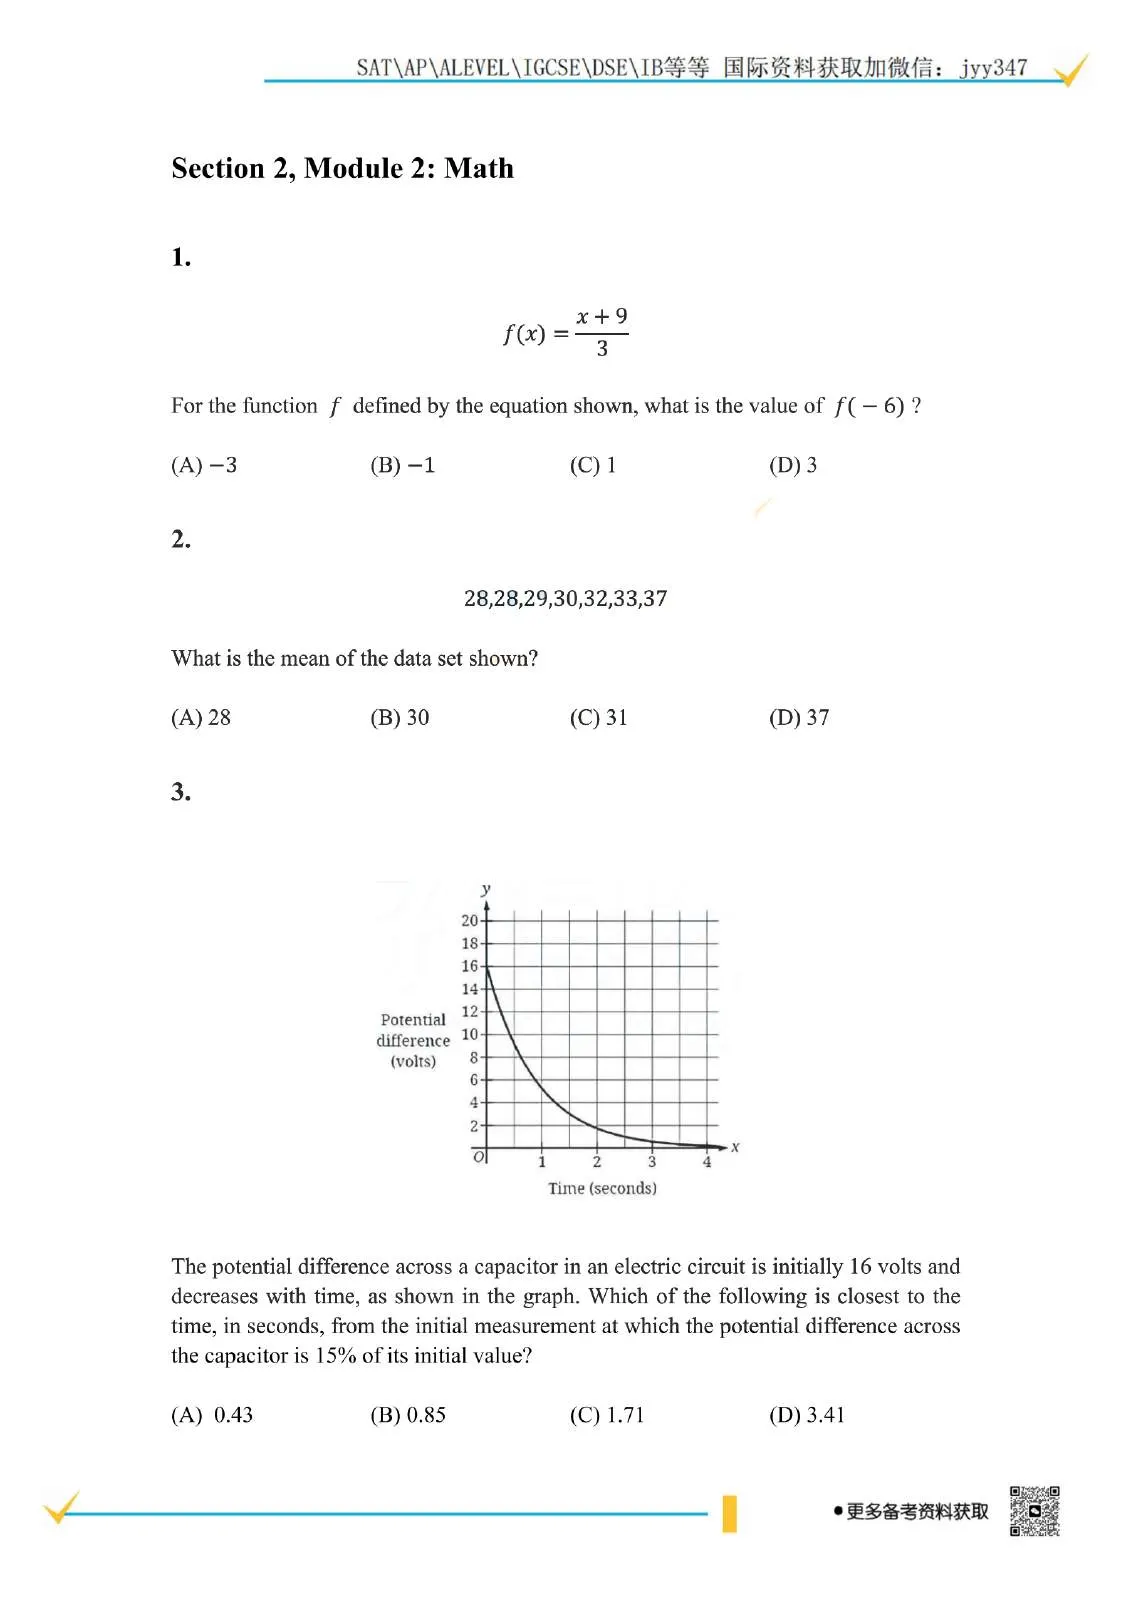 SAT\AP\ALEVEL\IGCSE\DSE\IB等等 国际资料获取加微信: jyy347
Section 2, Module 2: Math
1.
f(x) = \frac{x + 9}{3}
For the function f defined by the equation shown, what is the value of f( − 6) ?
(A) −3 (B) −1 (C) 1 (D) 3
2.
28,28,29,30,32,33,37
What is the mean of the data set shown?
(A) 28 (B) 30 (C) 31 (D) 37
3.
y
20
18
16
14
12
10
8
6
4
2
Potential
difference
(volts)
O 1 2 3 4 x
Time (seconds)
The potential difference across a capacitor in an electric circuit is initially 16 volts and
decreases with time, as shown in the graph. Which of the following is closest to the
time, in seconds, from the initial measurement at which the potential difference across
the capacitor is 15% of its initial value?
(A) 0.43 (B) 0.85 (C) 1.71 (D) 3.41
•更多备考资料获取